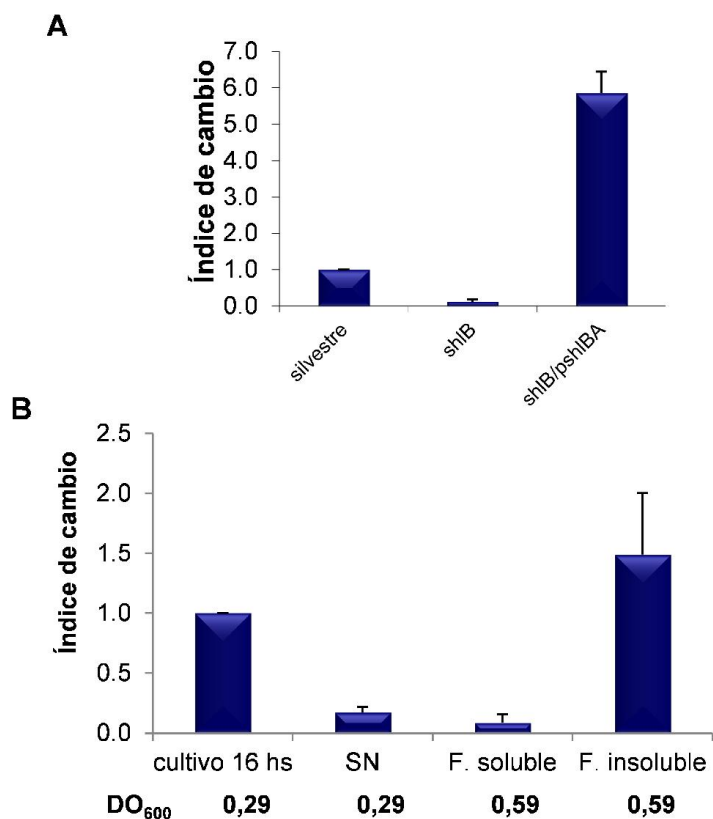 A
Índice de cambio
7.0
6.0
5.0
4.0
3.0
2.0
1.0
0.0
silvestre
shlB
shlB/pshlBA
B
Índice de cambio
2.5
2.0
1.5
1.0
0.5
0.0
cultivo 16 hs SN F. soluble F. insoluble
DO600 0,29 0,29 0,59 0,59